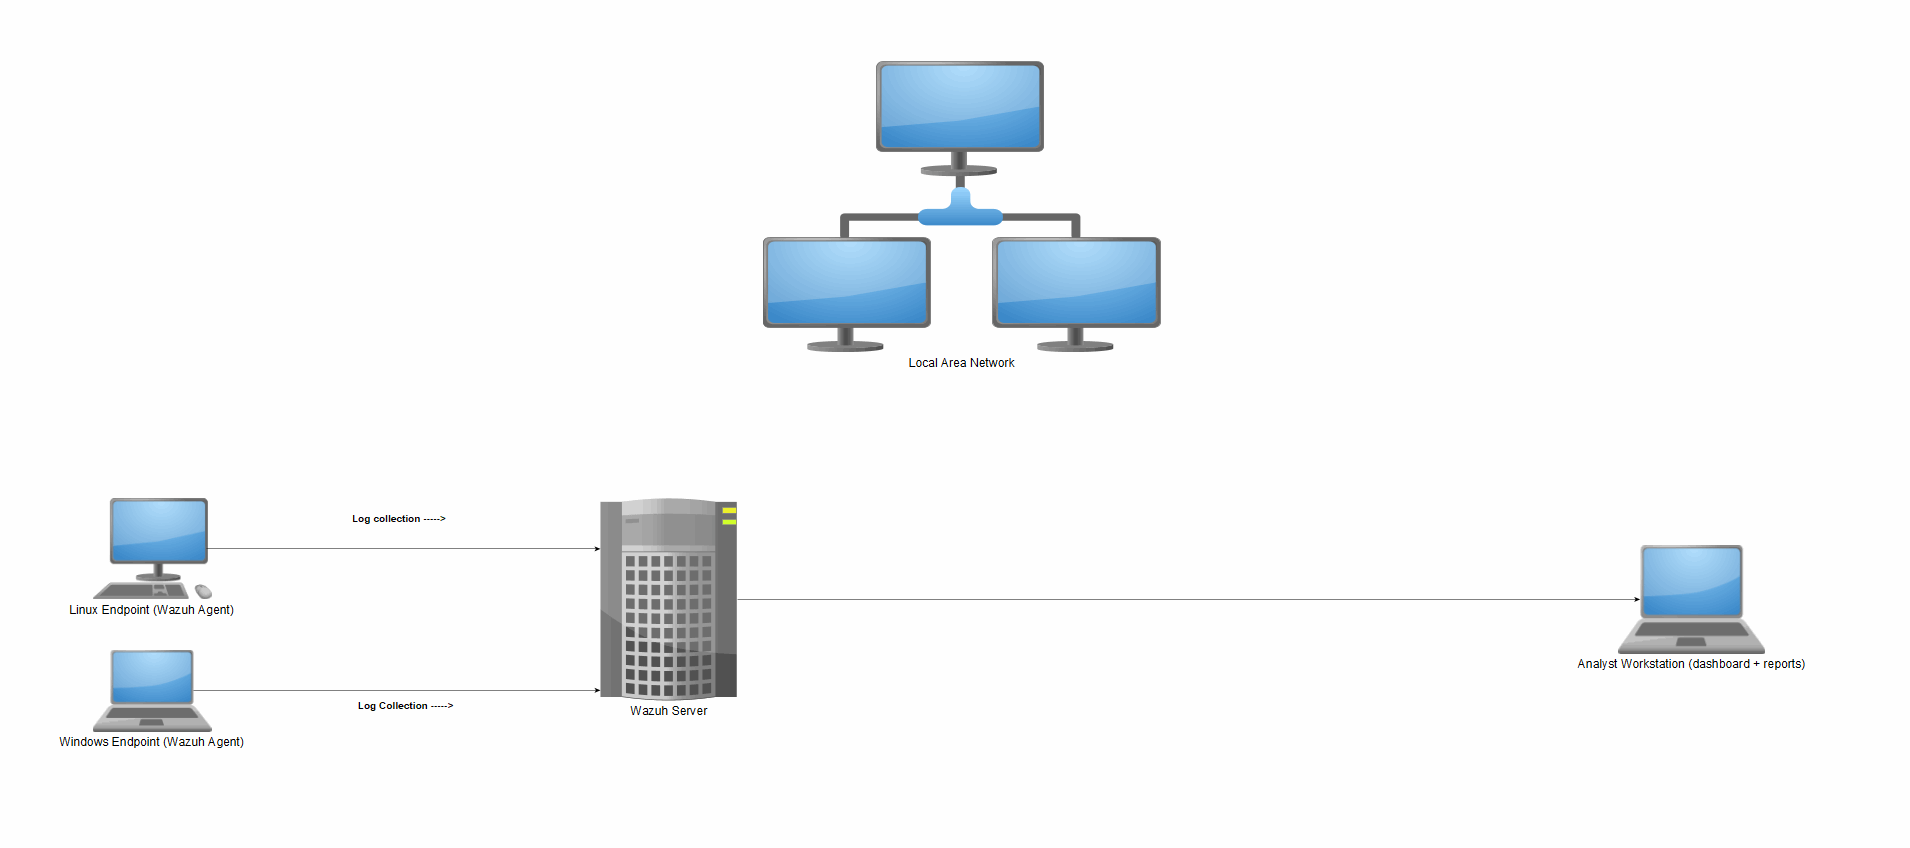 Local Area Network
Log collection ----->
Linux Endpoint (Wazuh Agent)
Analyst Workstation (dashboard + reports)
Log Collection ----->
Wazuh Server
Windows Endpoint (Wazuh Agent)